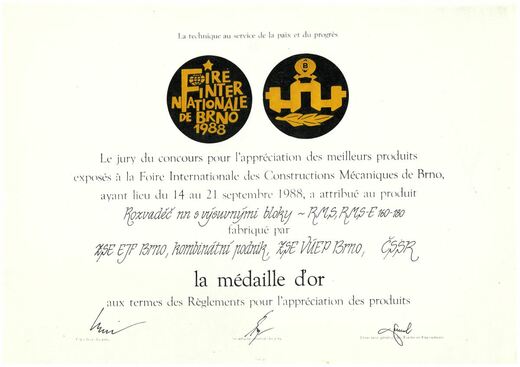 La technique au service de la paix et du progrès
FOIRE
INTER
NATIONALE
DE BRNO
1988
B
Le jury du concours pour l'appréciation des meilleurs produits
exposés à la Foire Internationale des Constructions Mécaniques de Brno,
ayant lieu du 14 au 21 septembre 1988, a attribué au produit
Rozvaděč nn s výsuvnými bloky ~ RMS, RMS-E 160-180
fabriqué par
ZSE EJF Brno, kombinátní podnik, ZSE VÚEP Brno, ČSSR
la médaille d'or
aux termes des Règlements pour l'appréciation des produits